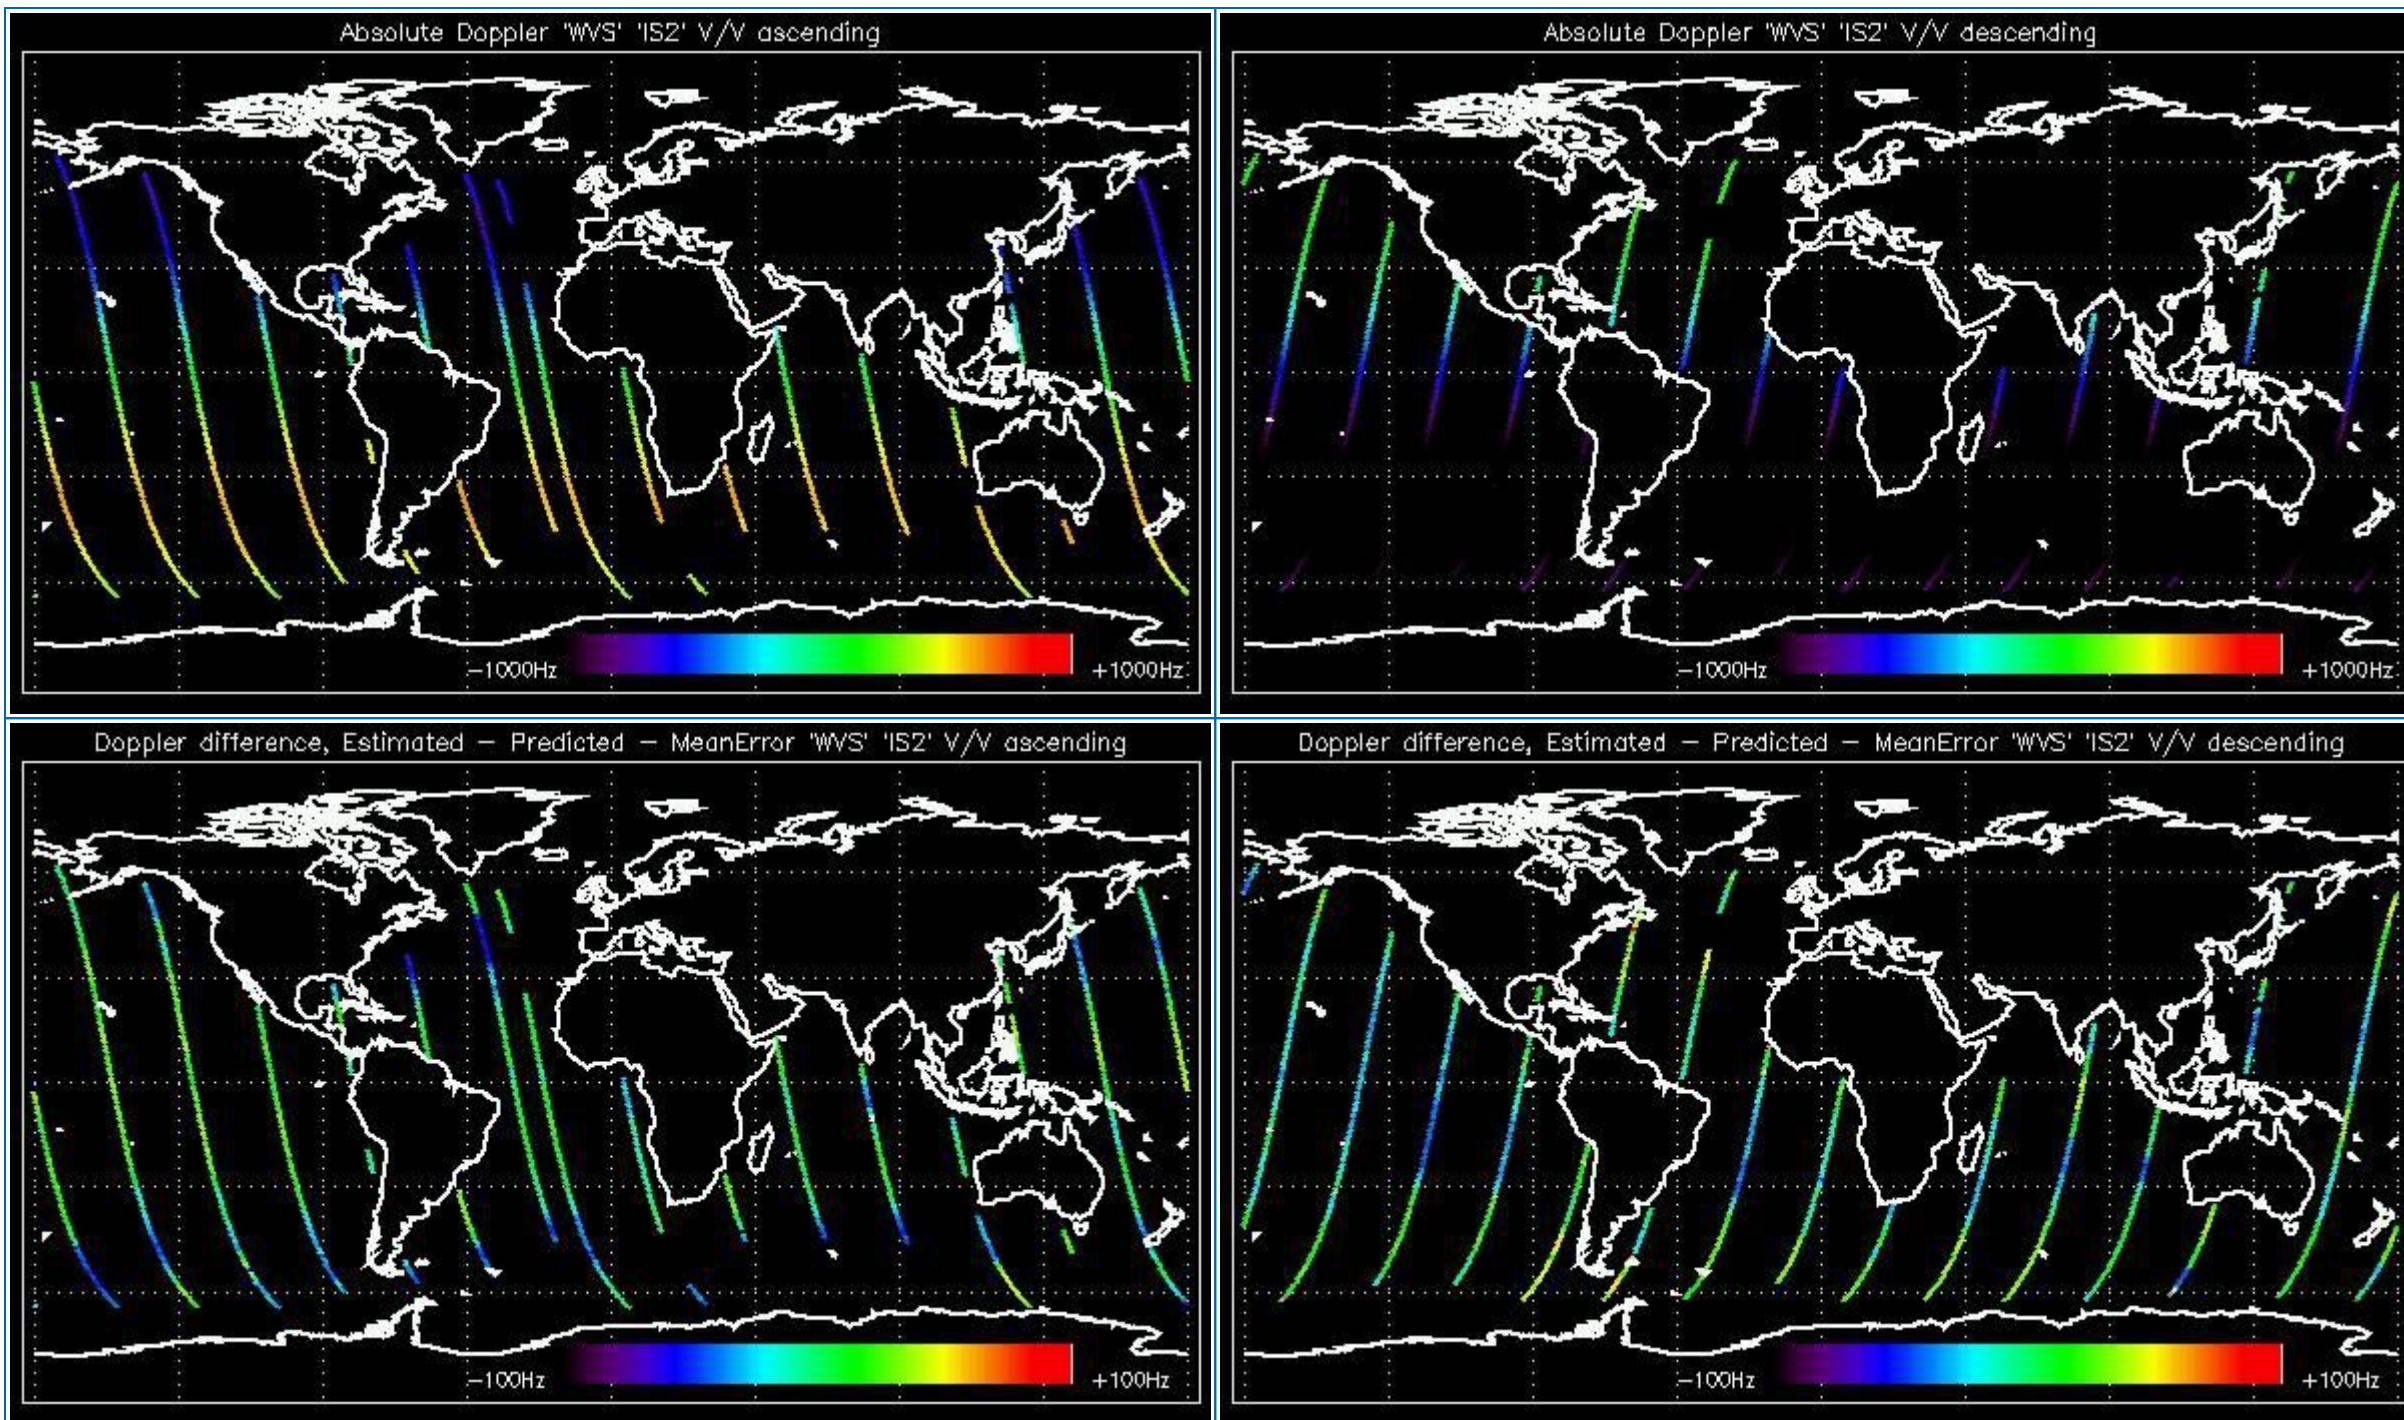 Absolute Doppler 'WVS' 'IS2' V/V ascending
-1000Hz
+1000Hz
Absolute Doppler 'WVS' 'IS2' V/V descending
-1000Hz
+1000Hz
Doppler difference, Estimated - Predicted - MeanError 'WVS' 'IS2' V/V ascending
-100Hz
+100Hz
Doppler difference, Estimated - Predicted - MeanError 'WVS' 'IS2' V/V descending
-100Hz
+100Hz